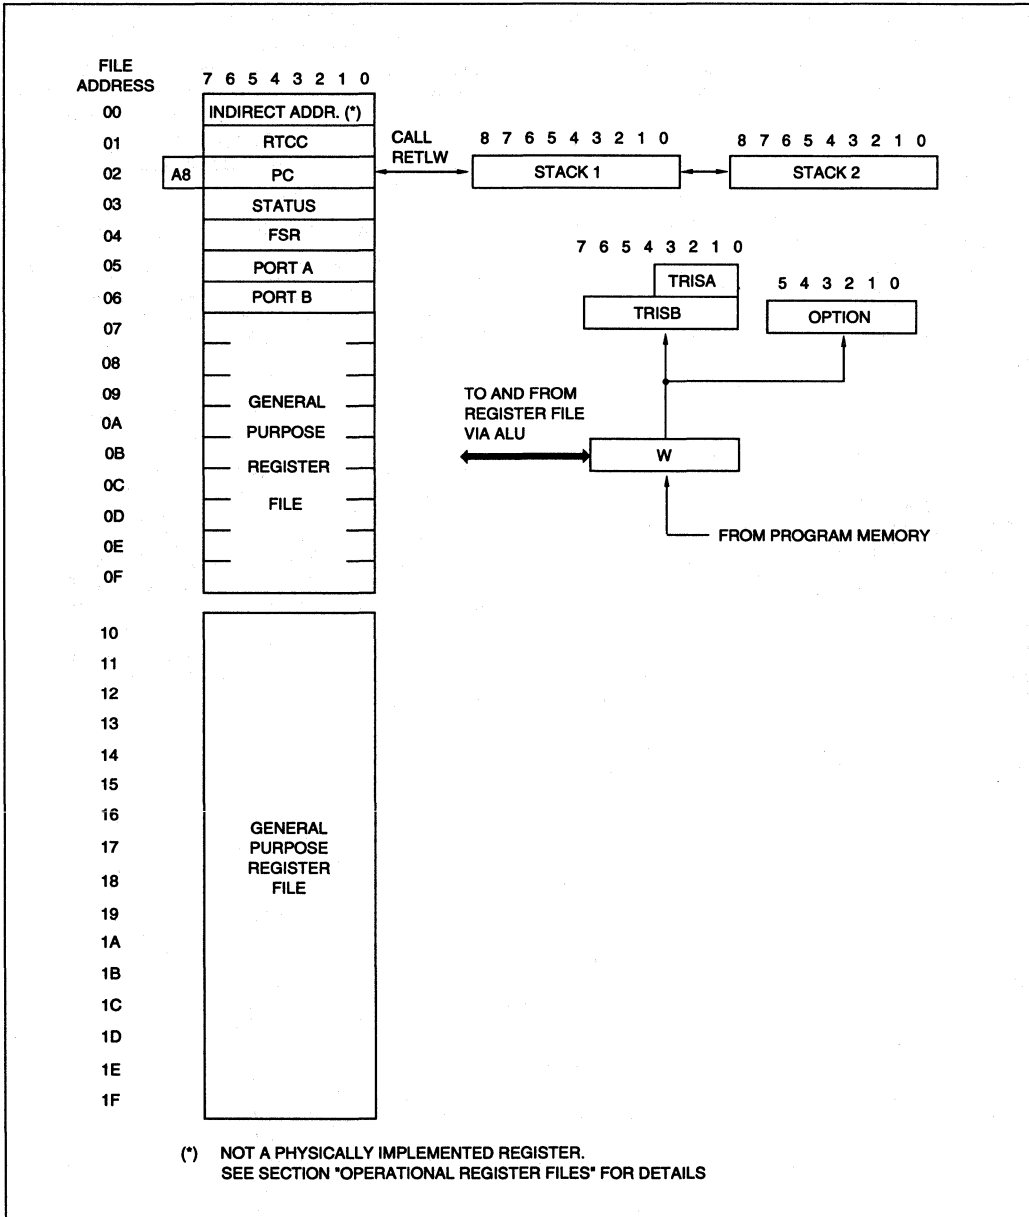 FILE
ADDRESS
7 6 5 4 3 2 1 0
00 INDIRECT ADDR. (*)
01 RTCC
CALL
RETLW
8 7 6 5 4 3 2 1 0
8 7 6 5 4 3 2 1 0
02 A8 PC STACK 1 STACK 2
03 STATUS
04 FSR
05 PORT A
06 PORT B
07
08
09
0A
0B
0C
0D
0E
0F
GENERAL
PURPOSE
REGISTER
FILE
7 6 5 4 3 2 1 0
TRISA
TRISB
5 4 3 2 1 0
OPTION
TO AND FROM
REGISTER FILE
VIA ALU
W
FROM PROGRAM MEMORY
10
11
12
13
14
15
16
17
18
19
1A
1B
1C
1D
1E
1F
GENERAL
PURPOSE
REGISTER
FILE
(*) NOT A PHYSICALLY IMPLEMENTED REGISTER.
SEE SECTION "OPERATIONAL REGISTER FILES" FOR DETAILS